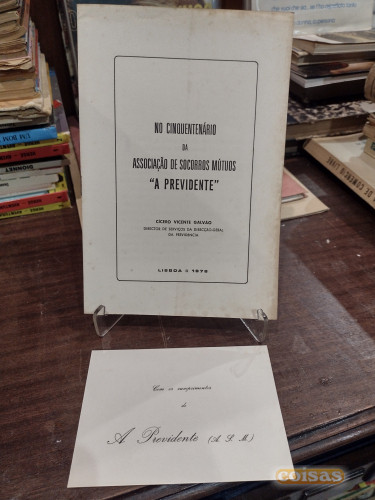 NO CINQUENTENÁRIO
DA
ASSOCIAÇÃO DE SOCORROS MÚTUOS
"A PREVIDENTE"
CÍCERO VICENTE GALVÃO
DIRECTOR DE SERVIÇOS DA DIRECÇÃO-GERAL
DA PREVIDÊNCIA
LISBOA
1979
Com os cumprimentos
de
A Previdente (A. S. M.)
coisas